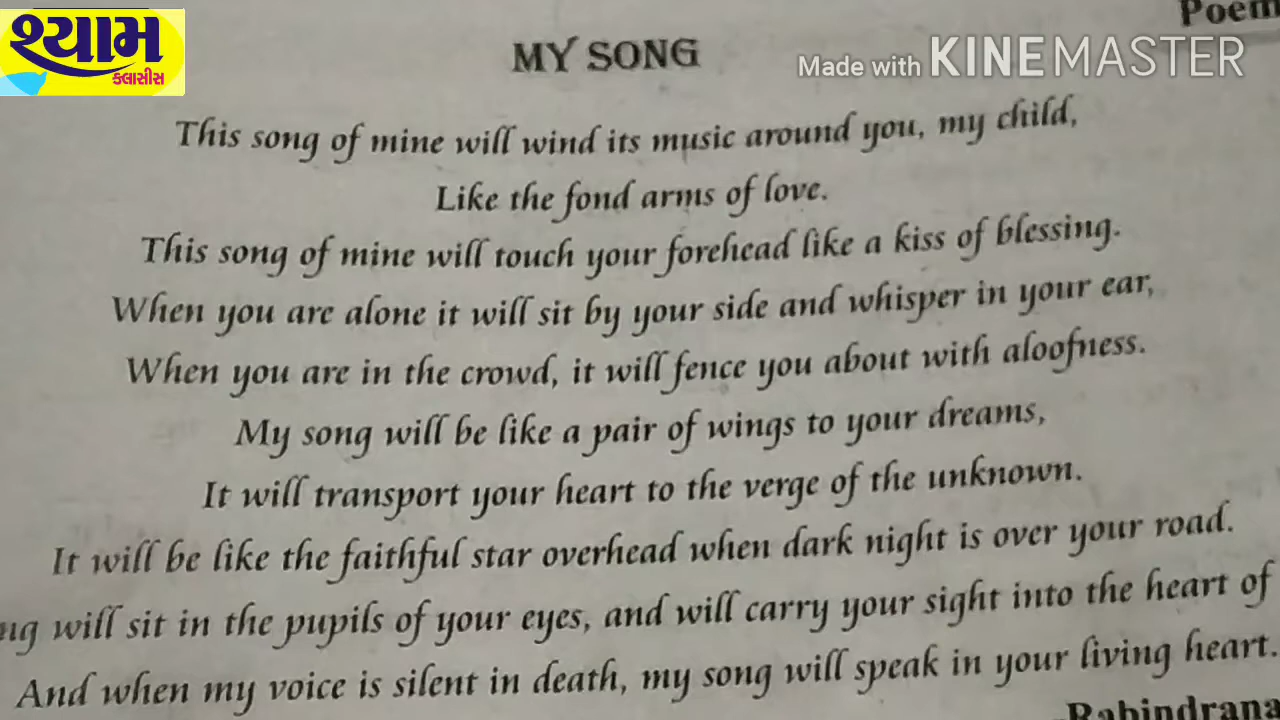 Poem
શ્યામ
ક્લાસીસ
MY SONG
Made with KINEMASTER
This song of mine will wind its music around you, my child,
Like the fond arms of love.
This song of mine will touch your forehead like a kiss of blessing.
When you are alone it will sit by your side and whisper in your ear,
When you are in the crowd, it will fence you about with aloofness.
My song will be like a pair of wings to your dreams,
It will transport your heart to the verge of the unknown.
It will be like the faithful star overhead when dark night is over your road.
will sit in the pupils of your eyes, and will carry your sight into the heart of
And when my voice is silent in death, my song will speak in your living heart.